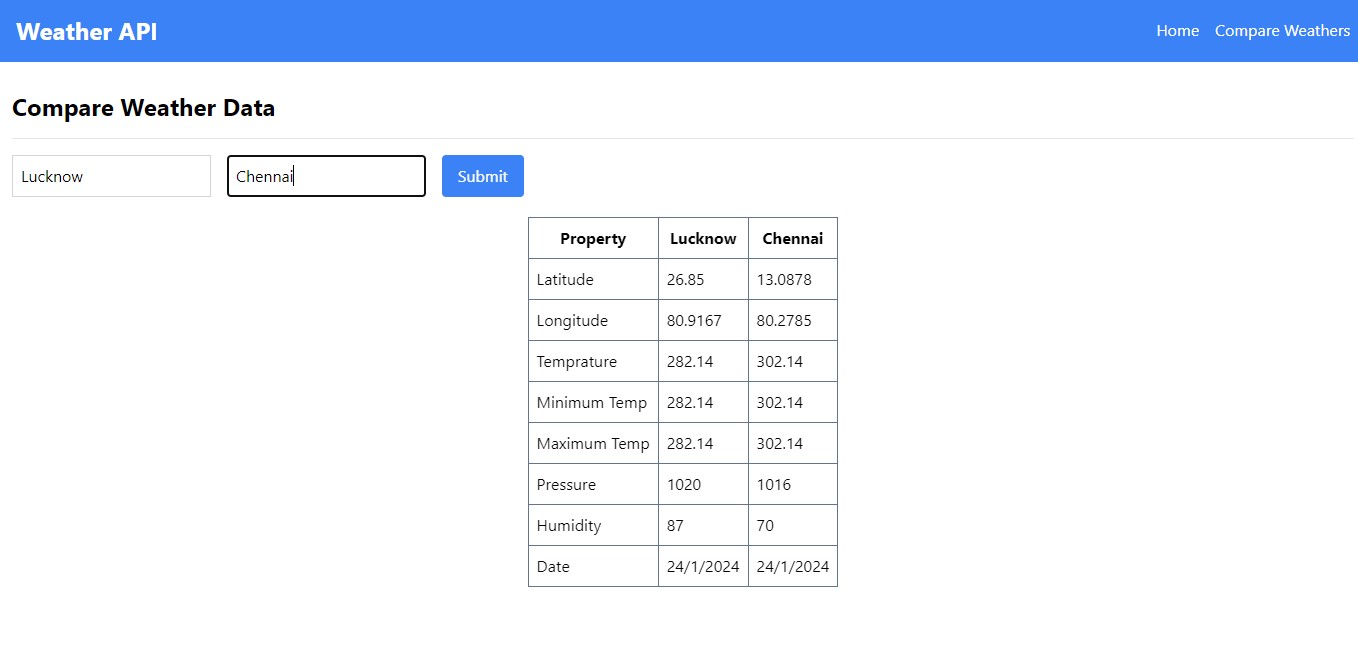 Weather API Home Compare Weathers
Compare Weather Data
Lucknow Chennai Submit
Property Lucknow Chennai
Latitude 26.85 13.0878
Longitude 80.9167 80.2785
Temprature 282.14 302.14
Minimum Temp 282.14 302.14
Maximum Temp 282.14 302.14
Pressure 1020 1016
Humidity 87 70
Date 24/1/2024 24/1/2024